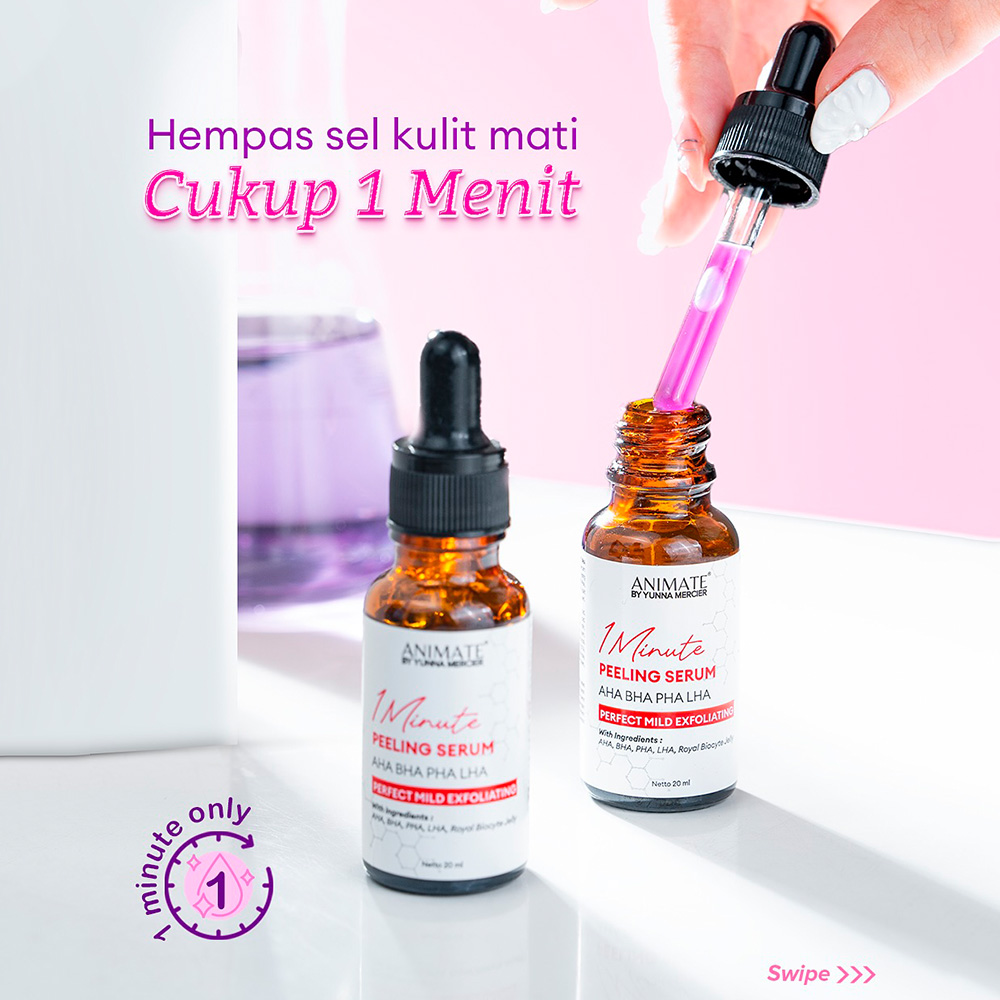 Hempas sel kulit mati
Cukup 1 Menit
ANIMATE®
BY YUNNA MERCIER
1 Minute
PEELING SERUM
AHA BHA PHA LHA
PERFECT MILD EXFOLIATING
With Ingredients :
AHA, BHA, PHA, LHA, Royal Biocyte Jelly
Netto 20 ml
ANIMATE®
BY YUNNA MERCIER
1 Minute
PEELING SERUM
AHA BHA PHA LHA
PERFECT MILD EXFOLIATING
With Ingredients :
AHA, BHA, PHA, LHA, Royal Biocyte Jelly
Netto 20 ml
1 minute only
1
Swipe >>>